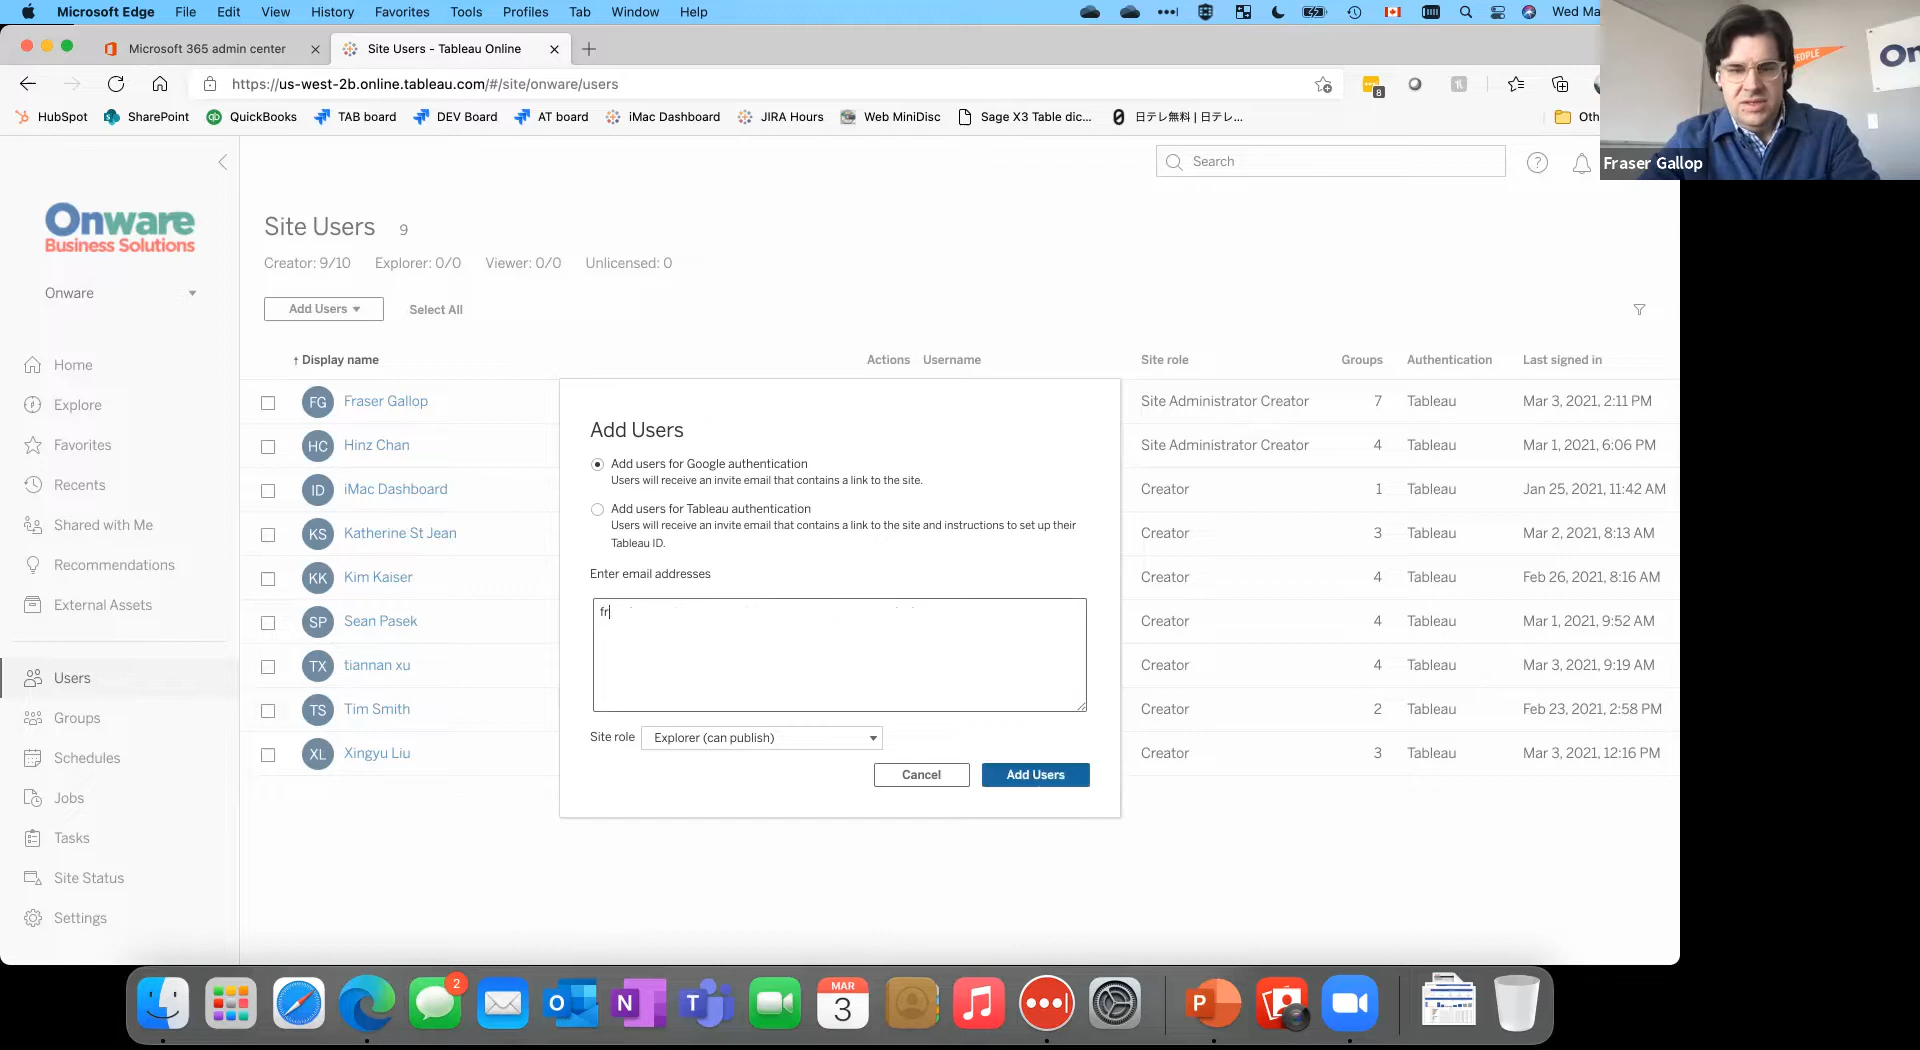 Microsoft Edge File Edit View History Favorites Tools Profiles Tab Window Help
Wed Ma
Microsoft 365 admin center
Site Users - Tableau Online
https://us-west-2b.online.tableau.com/#/site/onware/users
8
HubSpot SharePoint QuickBooks TAB board DEV Board AT board iMac Dashboard JIRA Hours Web MiniDisc Sage X3 Table dic... 日テレ無料 | 日テレ... Oth
PEOPLE
On
Fraser Gallop
Onware
Business Solutions
Onware
Home
Explore
Favorites
Recents
Shared with Me
Recommendations
External Assets
Users
Groups
Schedules
Jobs
Tasks
Site Status
Settings
Search
Site Users 9
Creator: 9/10 Explorer: 0/0 Viewer: 0/0 Unlicensed: 0
Add Users Select All
↑ Display name Actions Username Site role Groups Authentication Last signed in
FG Fraser Gallop Site Administrator Creator 7 Tableau Mar 3, 2021, 2:11 PM
HC Hinz Chan Site Administrator Creator 4 Tableau Mar 1, 2021, 6:06 PM
ID iMac Dashboard Creator 1 Tableau Jan 25, 2021, 11:42 AM
KS Katherine St Jean Creator 3 Tableau Mar 2, 2021, 8:13 AM
KK Kim Kaiser Creator 4 Tableau Feb 26, 2021, 8:16 AM
SP Sean Pasek Creator 4 Tableau Mar 1, 2021, 9:52 AM
TX tiannan xu Creator 4 Tableau Mar 3, 2021, 9:19 AM
TS Tim Smith Creator 2 Tableau Feb 23, 2021, 2:58 PM
XL Xingyu Liu Creator 3 Tableau Mar 3, 2021, 12:16 PM
Add Users
Add users for Google authentication
Users will receive an invite email that contains a link to the site.
Add users for Tableau authentication
Users will receive an invite email that contains a link to the site and instructions to set up their
Tableau ID.
Enter email addresses
fr
Site role Explorer (can publish)
Cancel Add Users
2
MAR
3
O
N
T
P